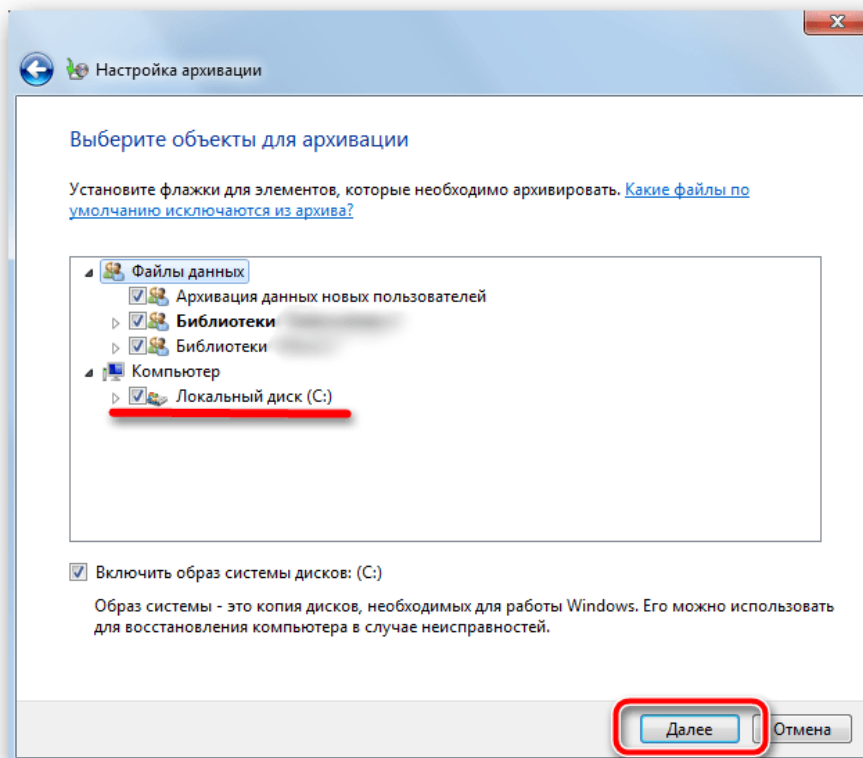 Настройка архивации
Выберите объекты для архивации
Установите флажки для элементов, которые необходимо архивировать. Какие файлы по
умолчанию исключаются из архива?
Файлы данных
Архивация данных новых пользователей
Библиотеки
Библиотеки
Компьютер
Локальный диск (C:)
Включить образ системы дисков: (C:)
Образ системы - это копия дисков, необходимых для работы Windows. Его можно использовать
для восстановления компьютера в случае неисправностей.
Далее Отмена